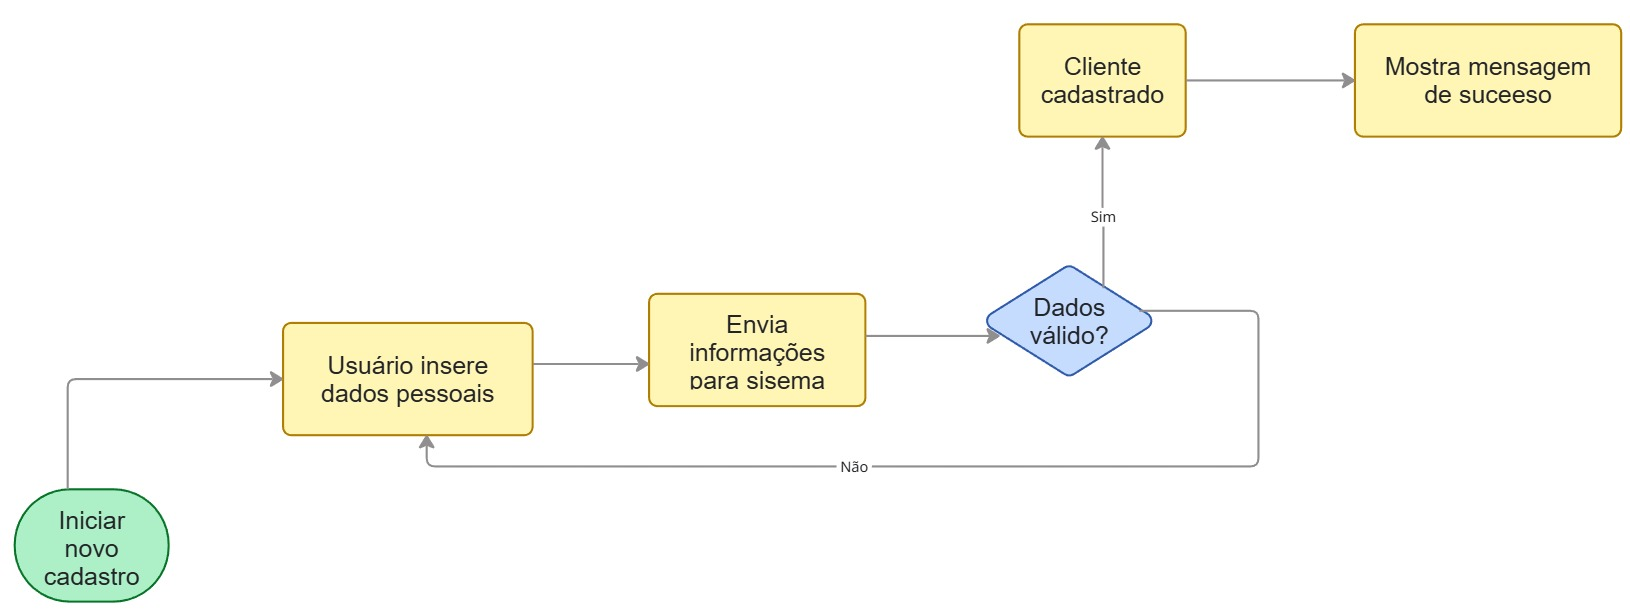 Iniciar
novo
cadastro
Usuário insere
dados pessoais
Envia
informações
para sisema
Dados
válido?
Sim
Não
Cliente
cadastrado
Mostra mensagem
de suceeso